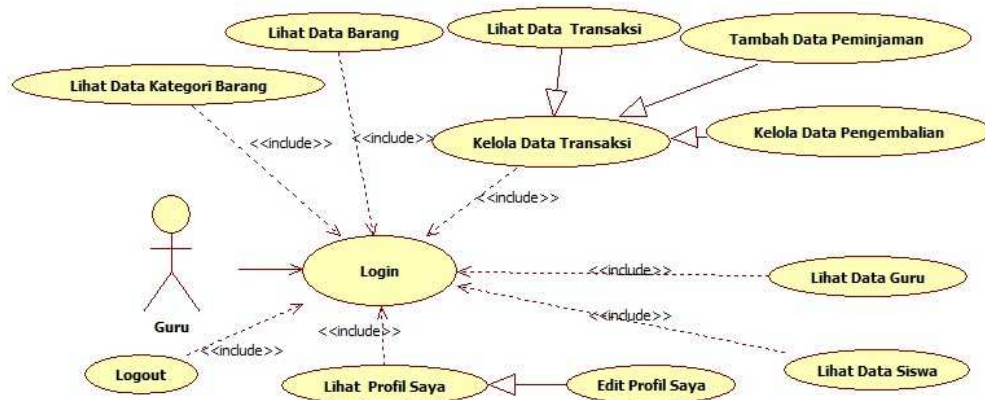 Lihat Data Barang
Lihat Data Transaksi
Tambah Data Peminjaman
Lihat Data Kategori Barang
<<include>>
<<include>>
Kelola Data Transaksi
Kelola Data Pengembalian
<<include>>
Login
<<include>>
Lihat Data Guru
Guru
<<include>>
<<include>>
<<include>>
Logout
Lihat Profil Saya
Edit Profil Saya
Lihat Data Siswa